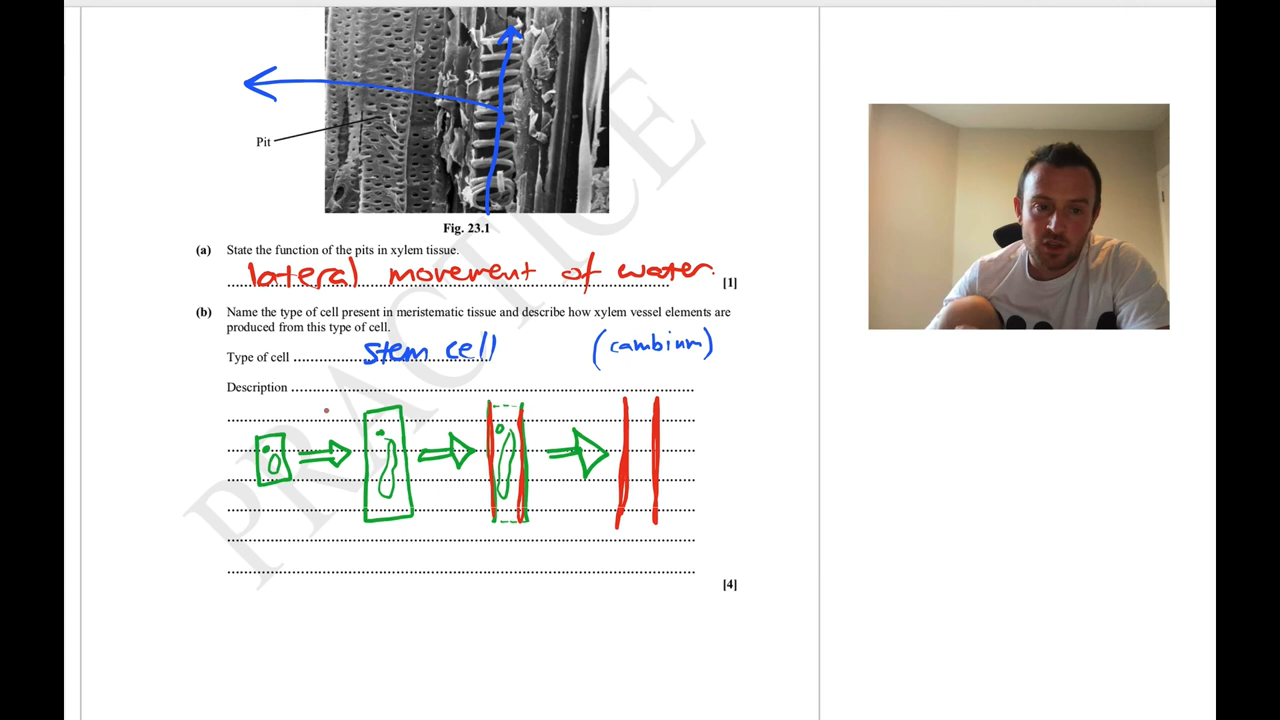 Pit
Fig. 23.1
(a) State the function of the pits in xylem tissue.
lateral movement of water.
[1]
(b) Name the type of cell present in meristematic tissue and describe how xylem vessel elements are
produced from this type of cell.
Type of cell stem cell (cambium)
Description
[4]
PRACTICE